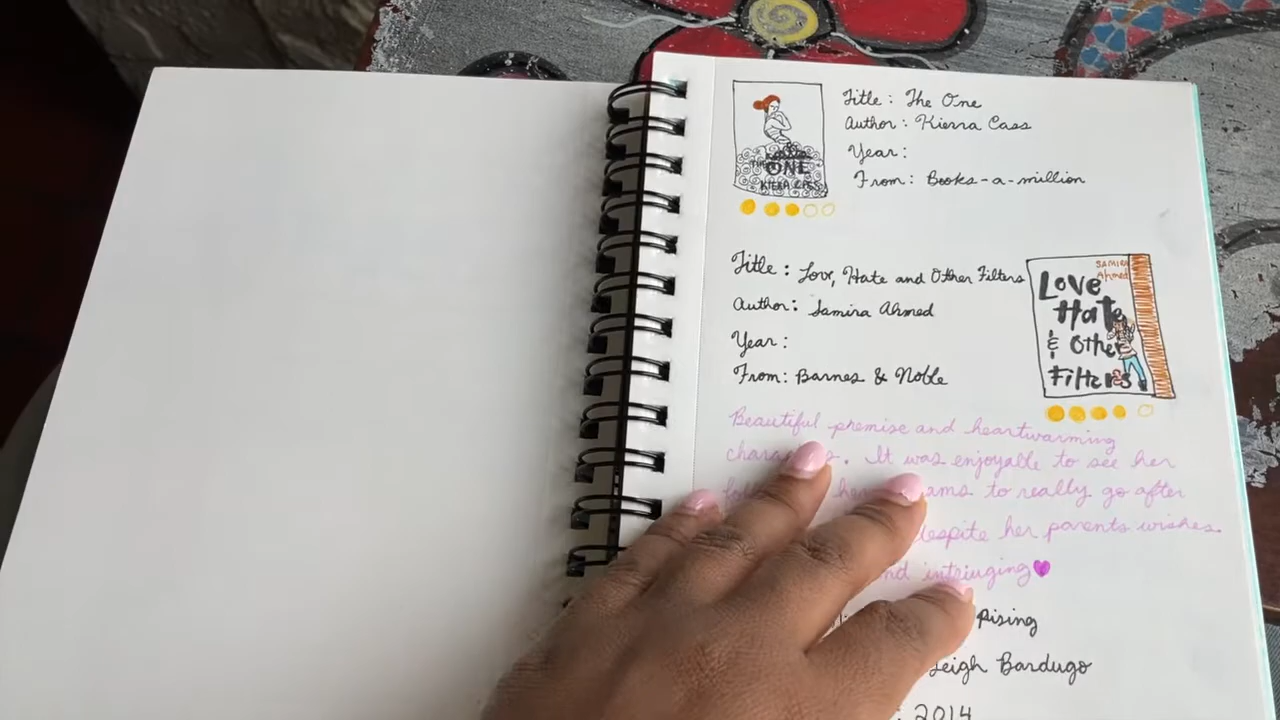 THE ONE
KIERA CASS
Title : The One
Author : Kierra Cass
Year :
From : Books-a-million
Title : Love, Hate and Other Filters
Author : Samira Ahmed
Year :
From : Barnes & Noble
SAMIRA
Ahmed
Love
Hate
& Other
Filters
Beautiful premise and heartwarming
. It was enjoyable to see her
to really go after
despite her parents wishes.
intriuging
Leigh Bardugo
2014